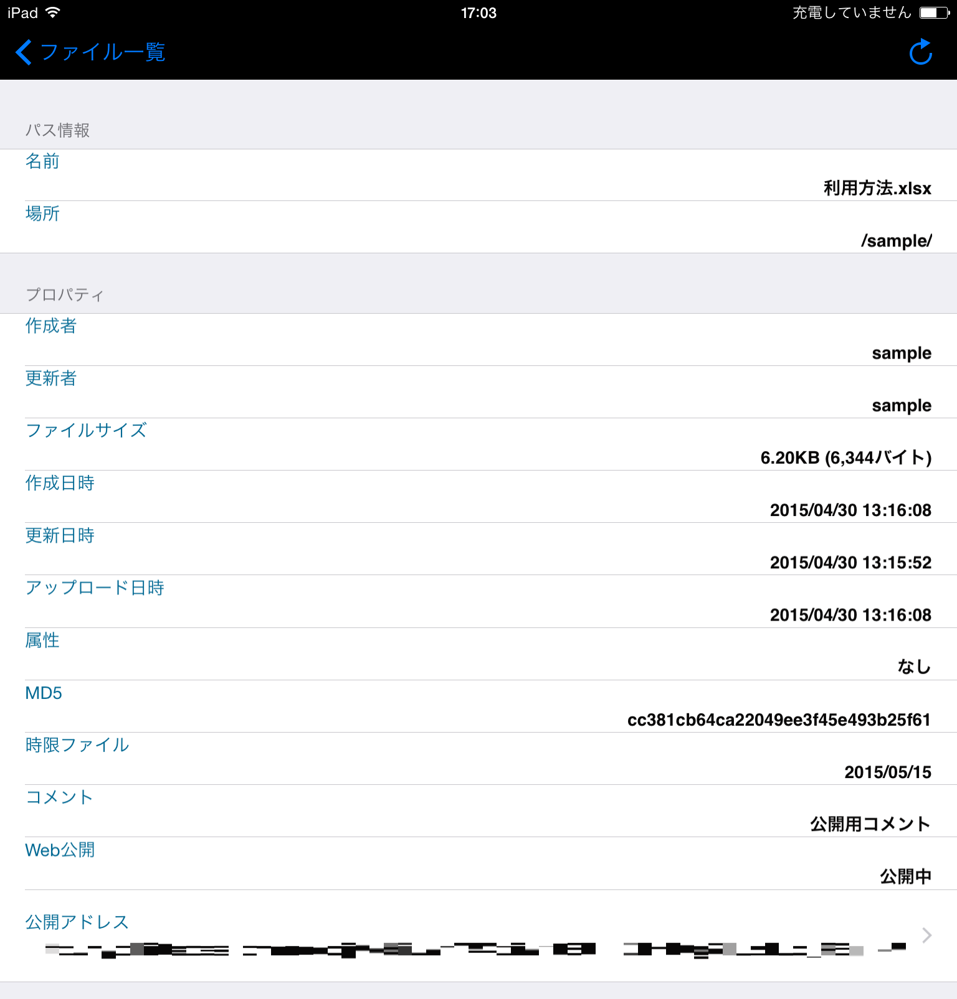 iPad 17:03 充電していません
ファイル一覧
パス情報
名前
利用方法.xlsx
場所
/sample/
プロパティ
作成者
sample
更新者
sample
ファイルサイズ
6.20KB (6,344バイト)
作成日時
2015/04/30 13:16:08
更新日時
2015/04/30 13:15:52
アップロード日時
2015/04/30 13:16:08
属性
なし
MD5
cc381cb64ca22049ee3f45e493b25f61
時限ファイル
2015/05/15
コメント
公開用コメント
Web公開
公開中
公開アドレス